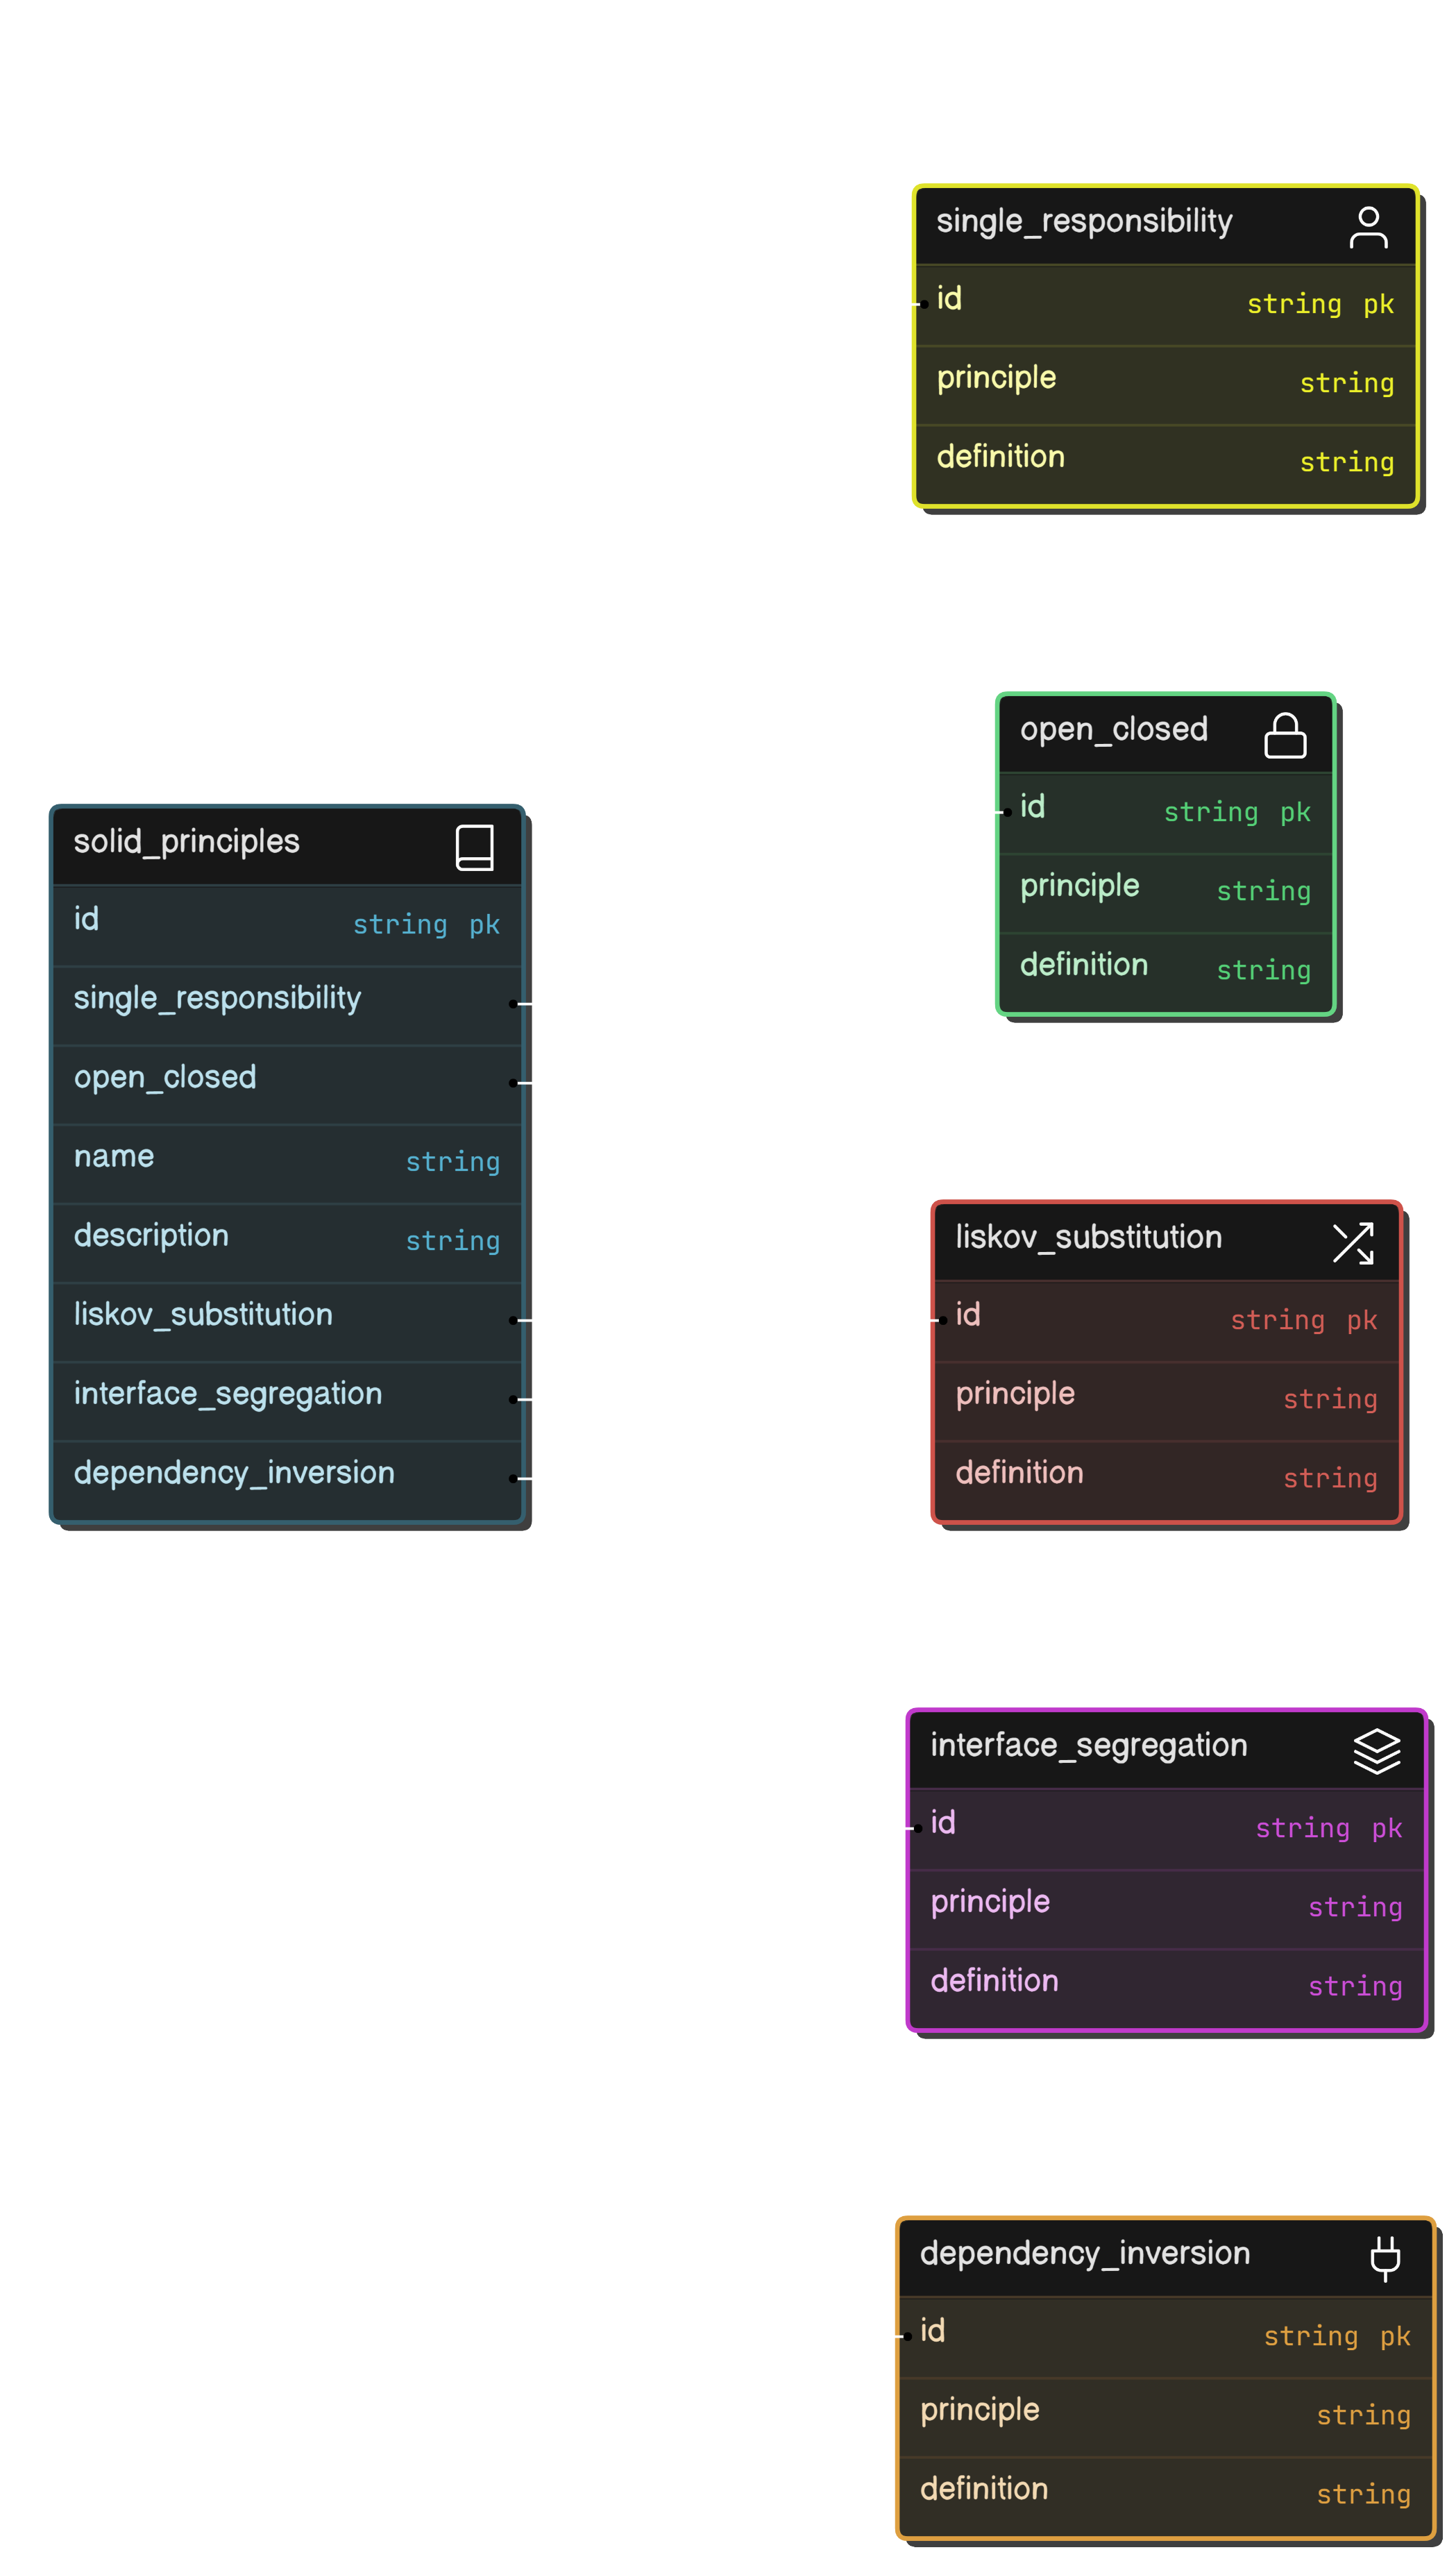 single_responsibility
id string pk
principle string
definition string
open_closed
id string pk
principle string
definition string
solid_principles
id string pk
single_responsibility
open_closed
name string
description string
liskov_substitution
interface_segregation
dependency_inversion
liskov_substitution
id string pk
principle string
definition string
interface_segregation
id string pk
principle string
definition string
dependency_inversion
id string pk
principle string
definition string